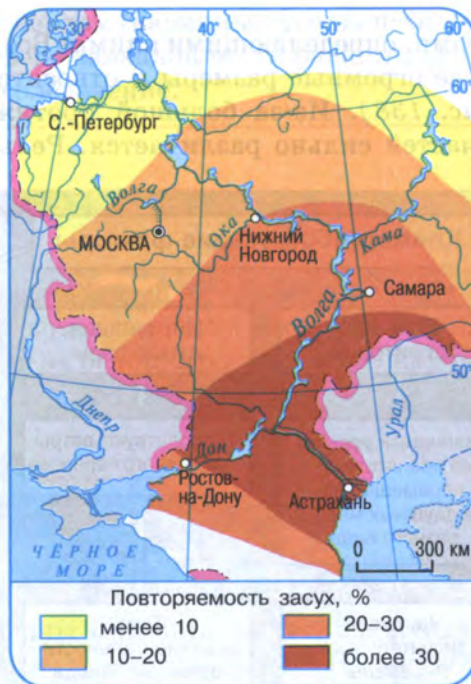 30°
40°
50°
60°
60°
С.-Петербург
Волга
МОСКВА
Ока
Нижний
Новгород
Кама
Самара
Волга
50°
Днепр
Дон
Урал
Ростов-
на-Дону
Астрахань
ЧЁРНОЕ
МОРЕ
0 300 км
Повторяемость засух, %
менее 10
20–30
10–20
более 30